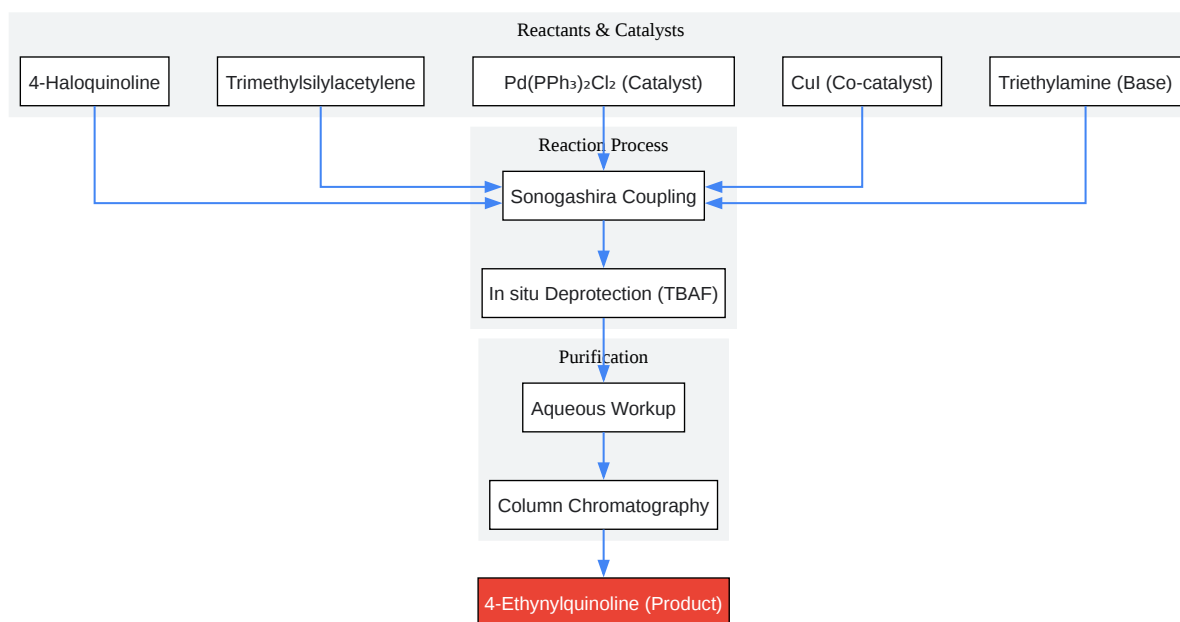 Reactants & Catalysts
4-Haloquinoline
Trimethylsilylacetylene
Pd(PPh₃)₂Cl₂ (Catalyst)
CuI (Co-catalyst)
Triethylamine (Base)
Reaction Process
Sonogashira Coupling
In situ Deprotection (TBAF)
Purification
Aqueous Workup
Column Chromatography
4-Ethynylquinoline (Product)